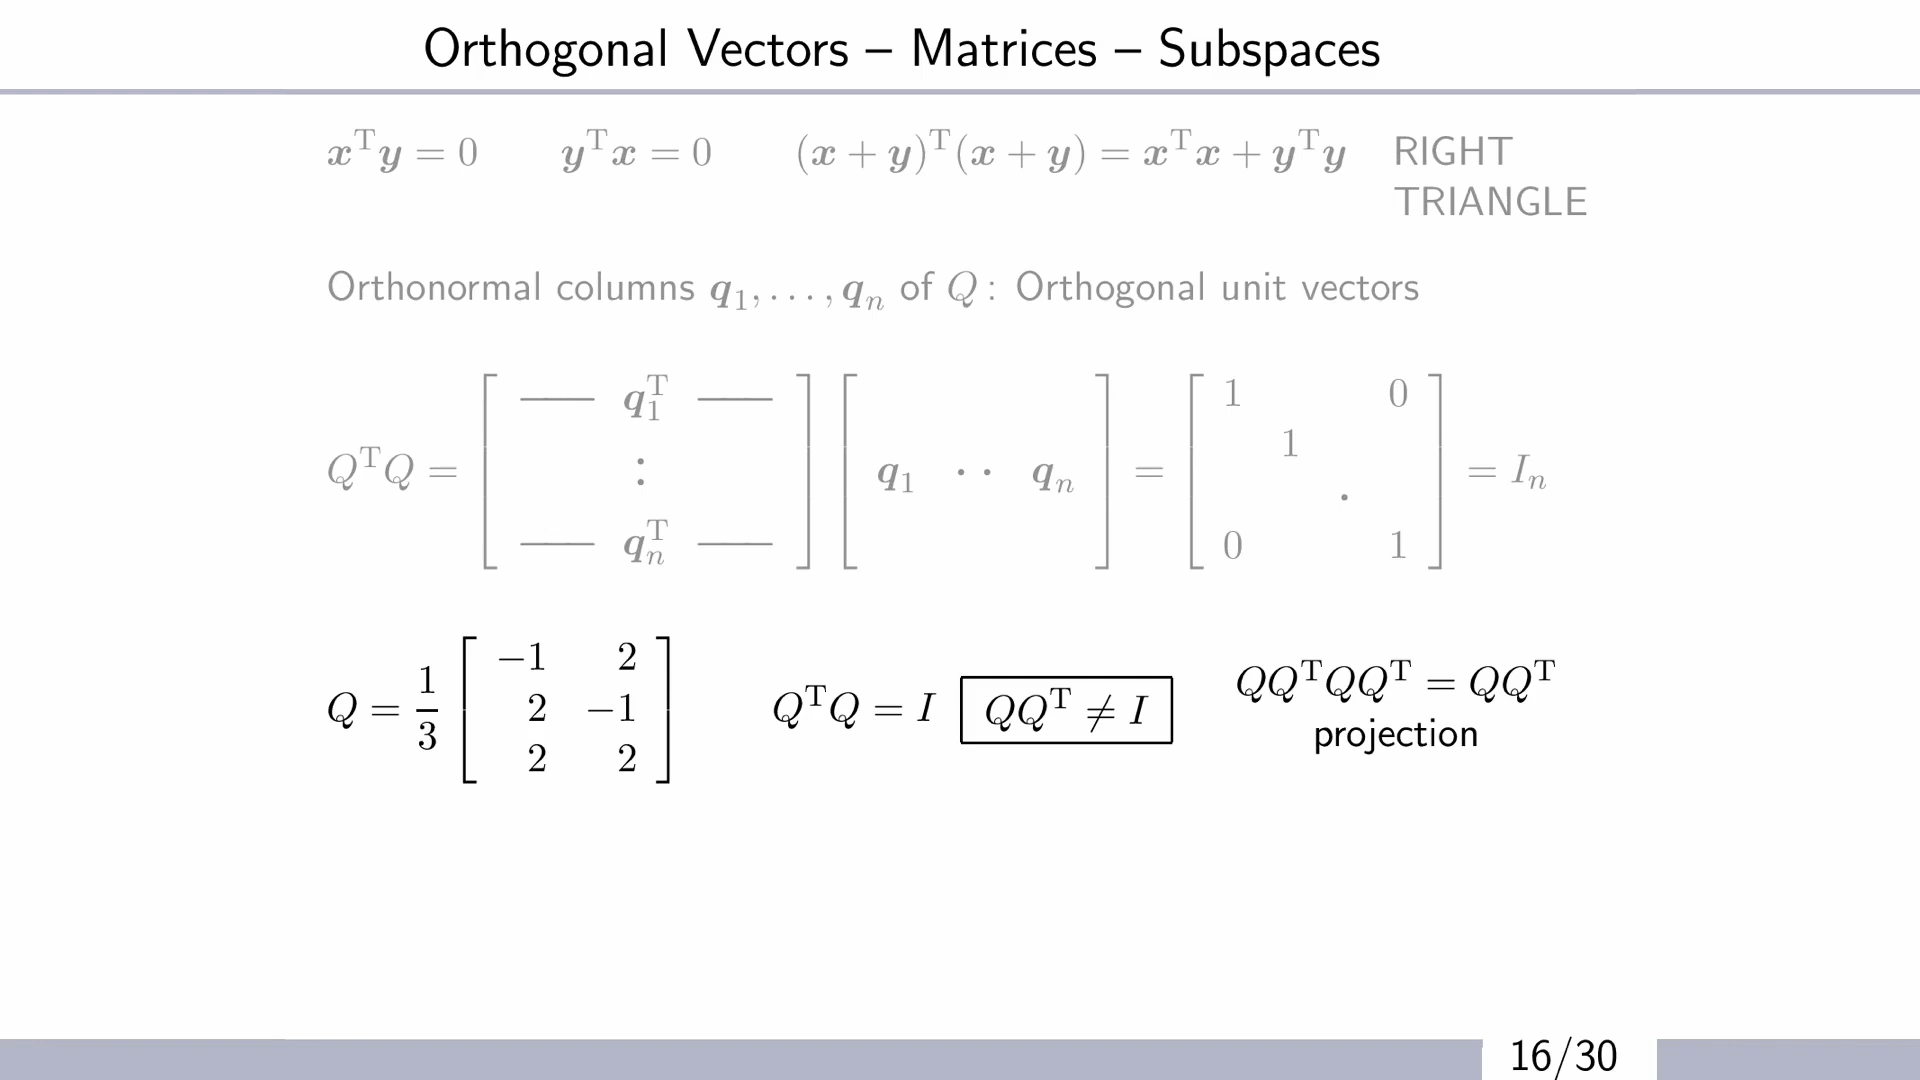 Orthogonal Vectors – Matrices – Subspaces
xᵀy = 0 yᵀx = 0 (x + y)ᵀ(x + y) = xᵀx + yᵀy RIGHT
TRIANGLE
Orthonormal columns q₁, . . . , qₙ of Q : Orthogonal unit vectors
QᵀQ = [ — q₁ᵀ — ; : ; — qₙᵀ — ] [ q₁ · · qₙ ] = [ 1 0 ; 1 ; . ; 0 1 ] = Iₙ
Q = 1/3 [ −1 2 ; 2 −1 ; 2 2 ] QᵀQ = I QQᵀ ≠ I QQᵀQQᵀ = QQᵀ
projection
16/30